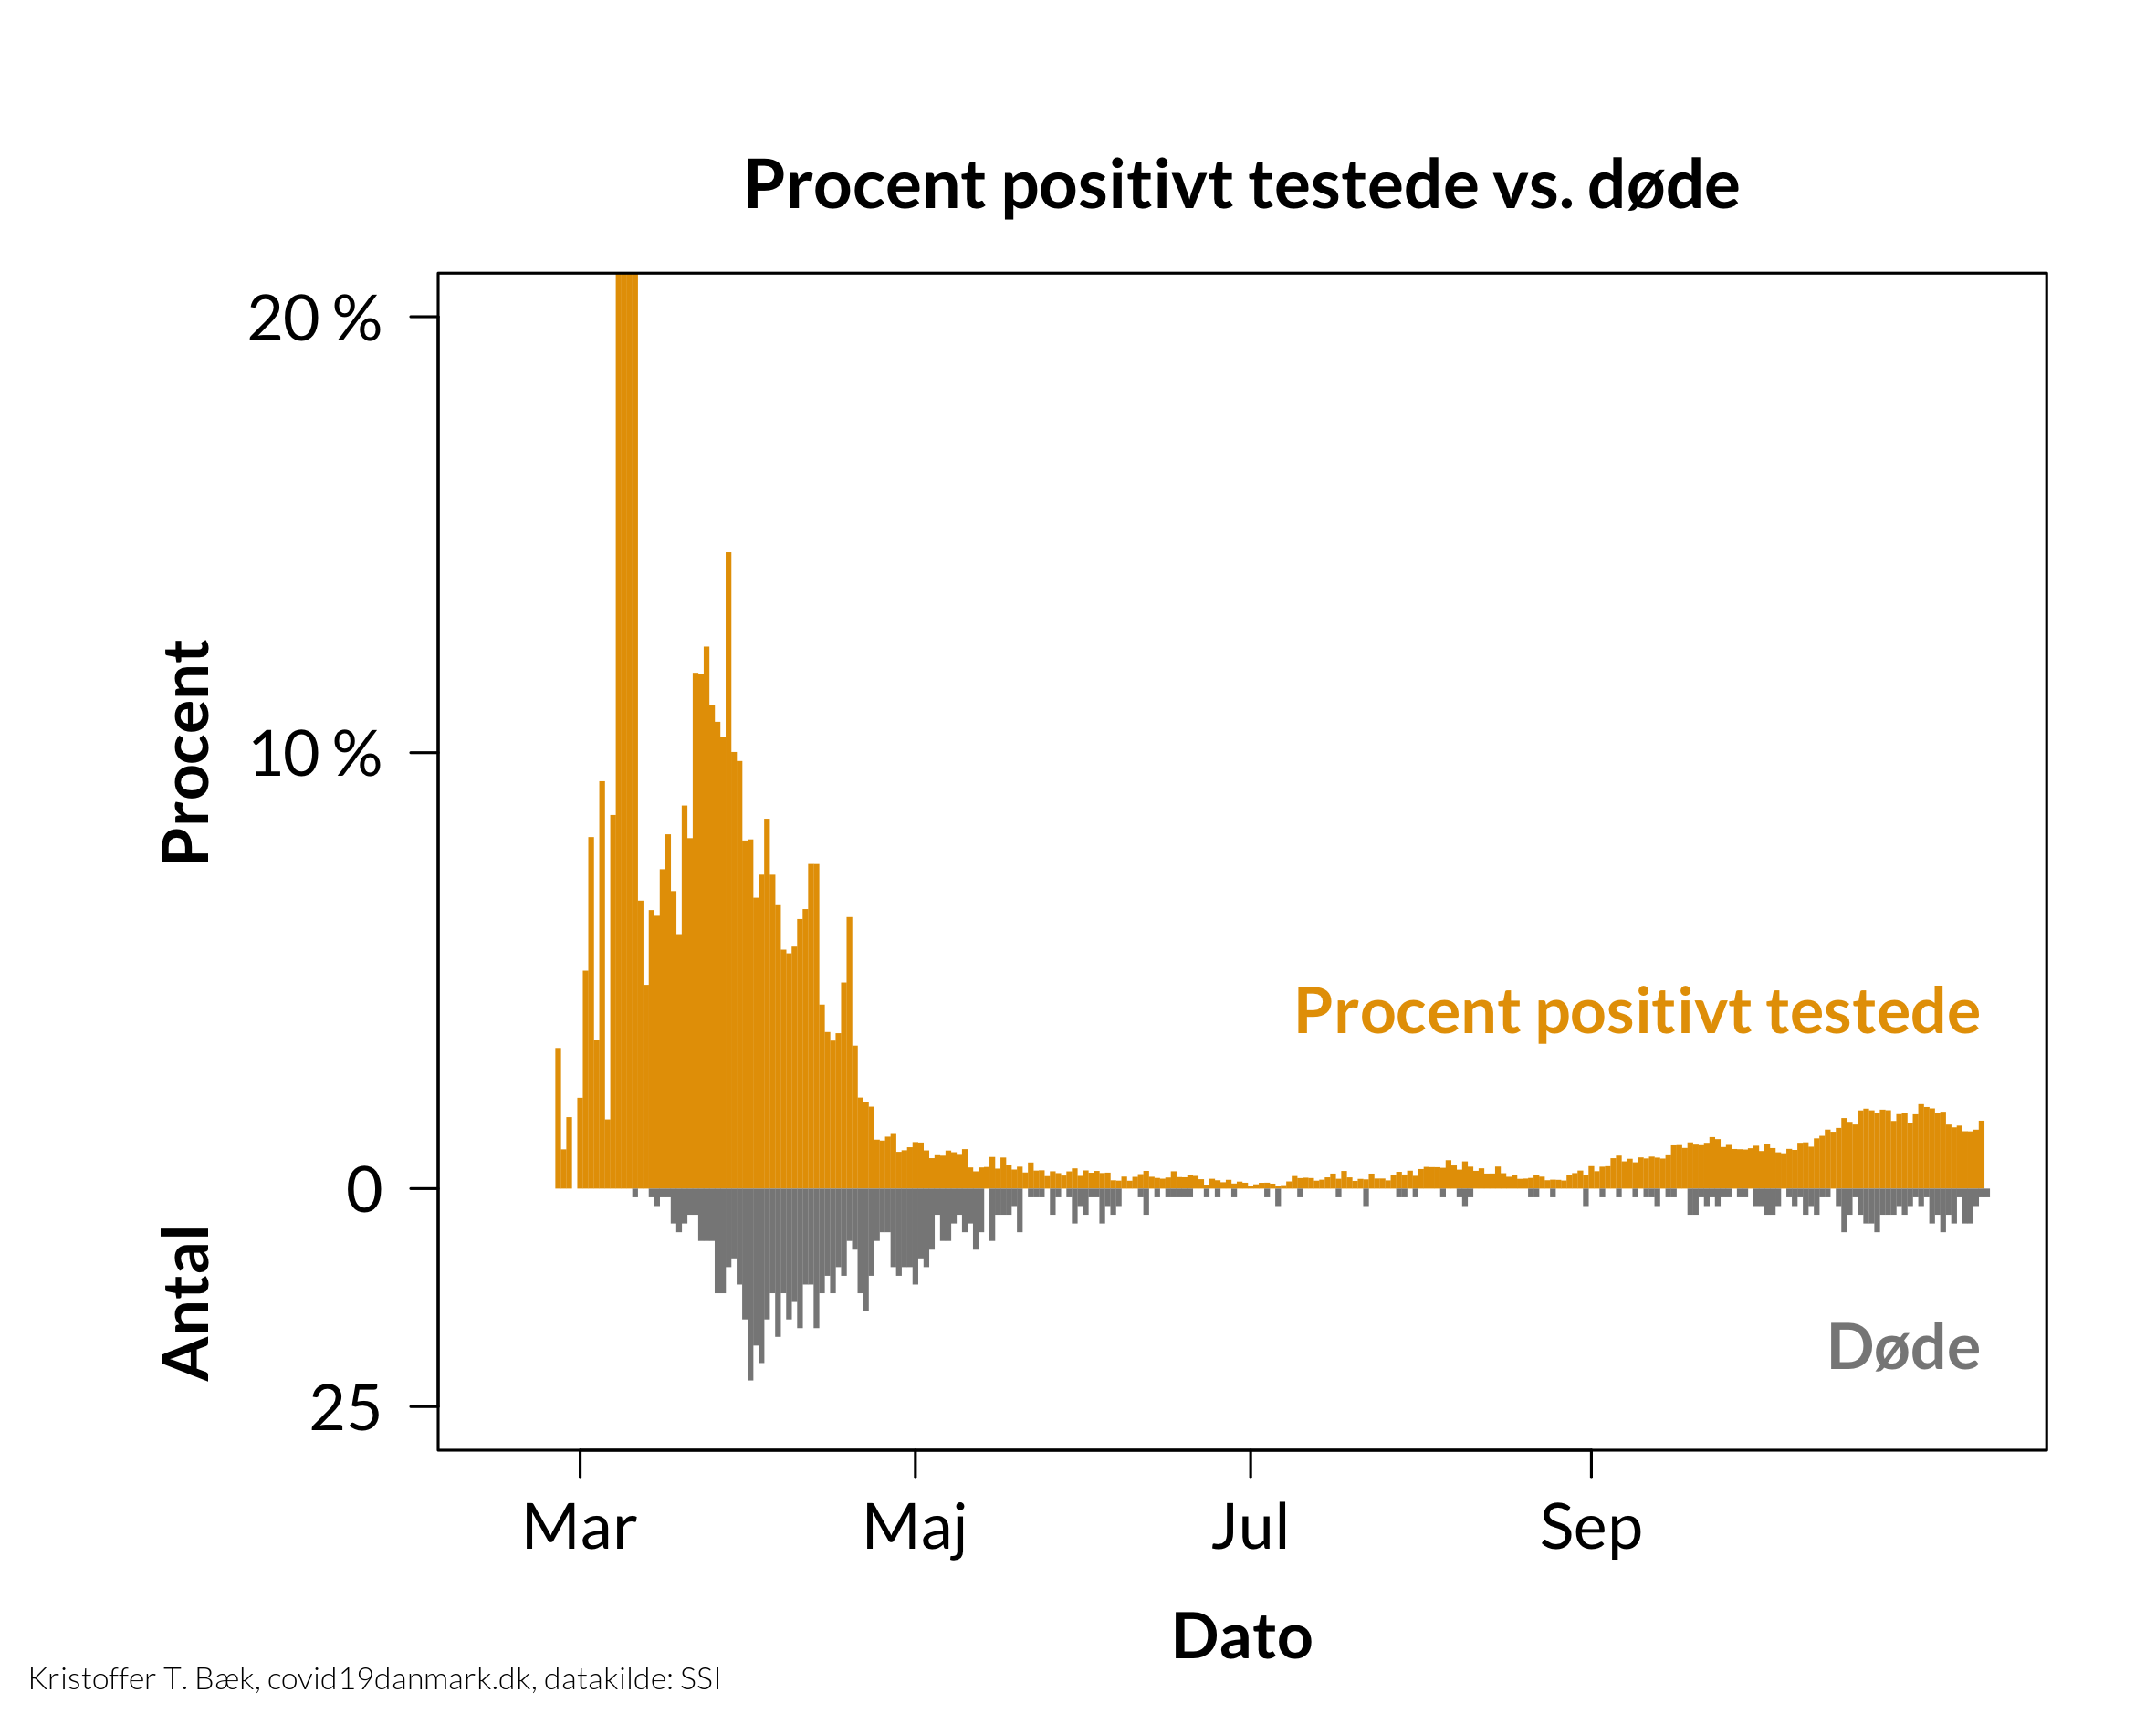 Procent positivt testede vs. døde
20 %
10 %
0
25
Procent
Antal
Procent positivt testede
Døde
Mar Maj Jul Sep
Dato
Kristoffer T. Bæk, covid19danmark.dk, datakilde: SSI